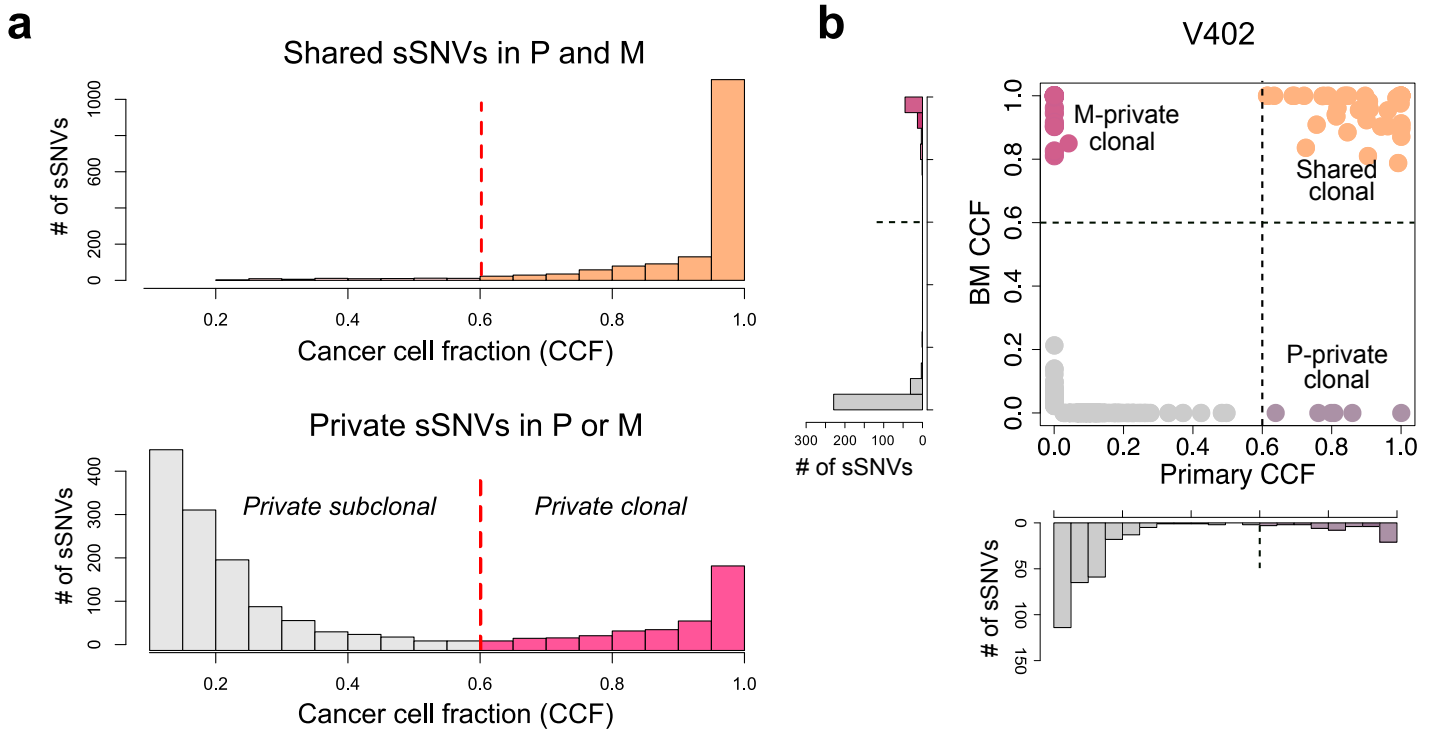 a
Shared sSNVs in P and M
# of sSNVs
0
200
600
1000
0.2
0.4
0.6
0.8
1.0
Cancer cell fraction (CCF)
Private sSNVs in P or M
Private subclonal
Private clonal
# of sSNVs
0
100
200
300
400
0.2
0.4
0.6
0.8
1.0
Cancer cell fraction (CCF)
b
V402
300
200
100
0
# of sSNVs
M-private
clonal
Shared
clonal
P-private
clonal
BM CCF
0.0
0.2
0.4
0.6
0.8
1.0
0.0
0.2
0.4
0.6
0.8
1.0
Primary CCF
# of sSNVs
0
50
100
150